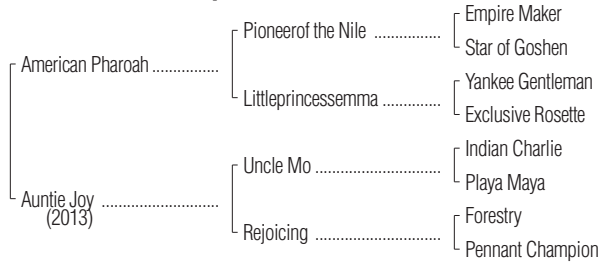 Empire Maker
Pioneerof the Nile ................
Star of Goshen
American Pharoah ................
Yankee Gentleman
Littleprincessemma ..............
Exclusive Rosette
Indian Charlie
Uncle Mo ..............................
Playa Maya
Auntie Joy ............................
(2013)
Forestry
Rejoicing ..............................
Pennant Champion